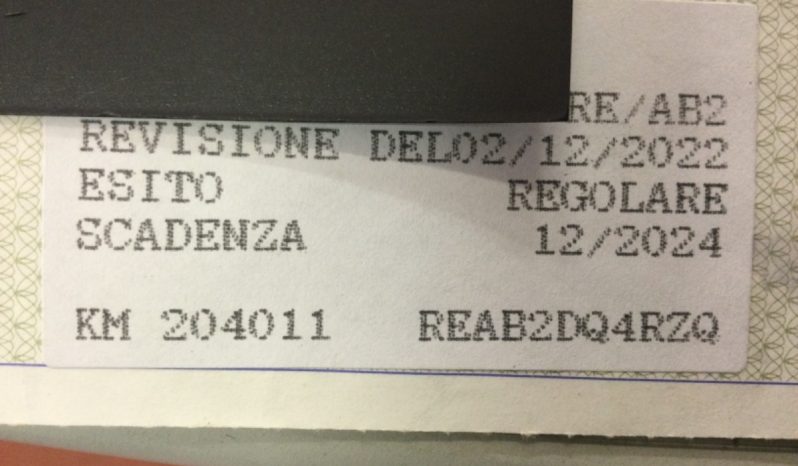 RE/AB2
REVISIONE DEL02/12/2022
ESITO REGOLARE
SCADENZA 12/2024
KM 204011 REAB2DQ4RZQ